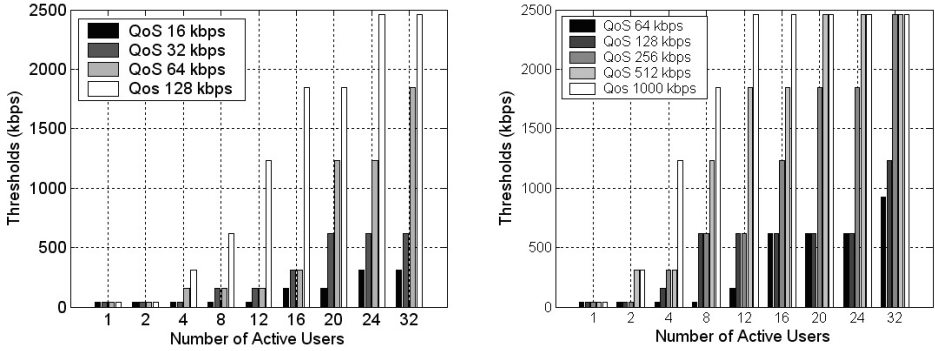 2500
2000
1500
1000
500
0
Thresholds (kbps)
QoS 16 kbps
QoS 32 kbps
QoS 64 kbps
Qos 128 kbps
1 2 4 8 12 16 20 24 32
Number of Active Users
2500
2000
1500
1000
500
0
Thresholds (kbps)
QoS 64 kbps
QoS 128 kbps
QoS 256 kbps
QoS 512 kbps
Qos 1000 kbps
1 2 4 8 12 16 20 24 32
Number of Active Users